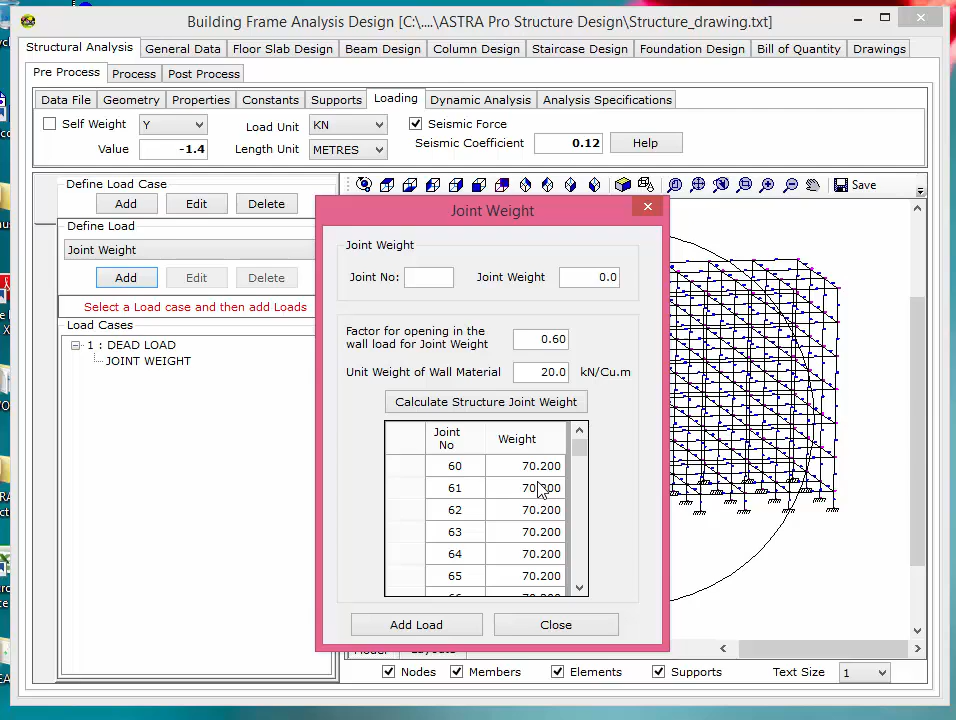 Building Frame Analysis Design [C:\....\ASTRA Pro Structure Design\Structure_drawing.txt]
Structural Analysis General Data Floor Slab Design Beam Design Column Design Staircase Design Foundation Design Bill of Quantity Drawings
Pre Process Process Post Process
Data File Geometry Properties Constants Supports Loading Dynamic Analysis Analysis Specifications
Self Weight Y Load Unit KN Seismic Force
Value -1.4 Length Unit METRES Seismic Coefficient 0.12 Help
Define Load Case
Add Edit Delete
Save
Define Load
Joint Weight
Add Edit Delete
Select a Load case and then add Loads
Load Cases
1 : DEAD LOAD
JOINT WEIGHT
Joint Weight
Joint Weight
Joint No: Joint Weight 0.0
Factor for opening in the
wall load for Joint Weight 0.60
Unit Weight of Wall Material 20.0 kN/Cu.m
Calculate Structure Joint Weight
Joint No Weight
60 70.200
61 70.200
62 70.200
63 70.200
64 70.200
65 70.200
Add Load Close
Nodes Members Elements Supports Text Size 1